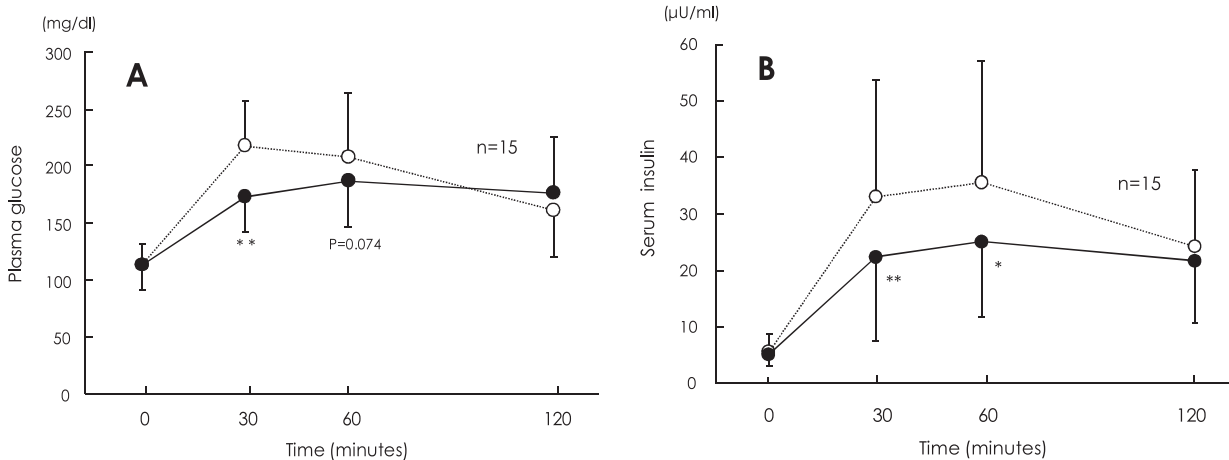 (mg/dl)
300
250
200
150
100
50
0
Plasma glucose
A
n=15
**
P=0.074
0 30 60 120
Time (minutes)
(µU/ml)
60
50
40
30
20
10
0
Serum insulin
B
n=15
**
*
0 30 60 120
Time (minutes)